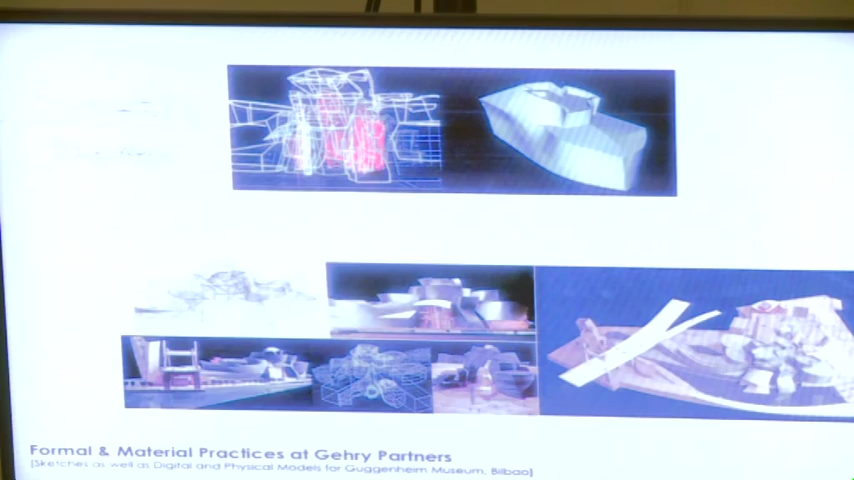 Formal & Material Practices at Gehry Partners
[Sketches as well as Digital and Physical Models for Guggenheim Museum, Bilbao]